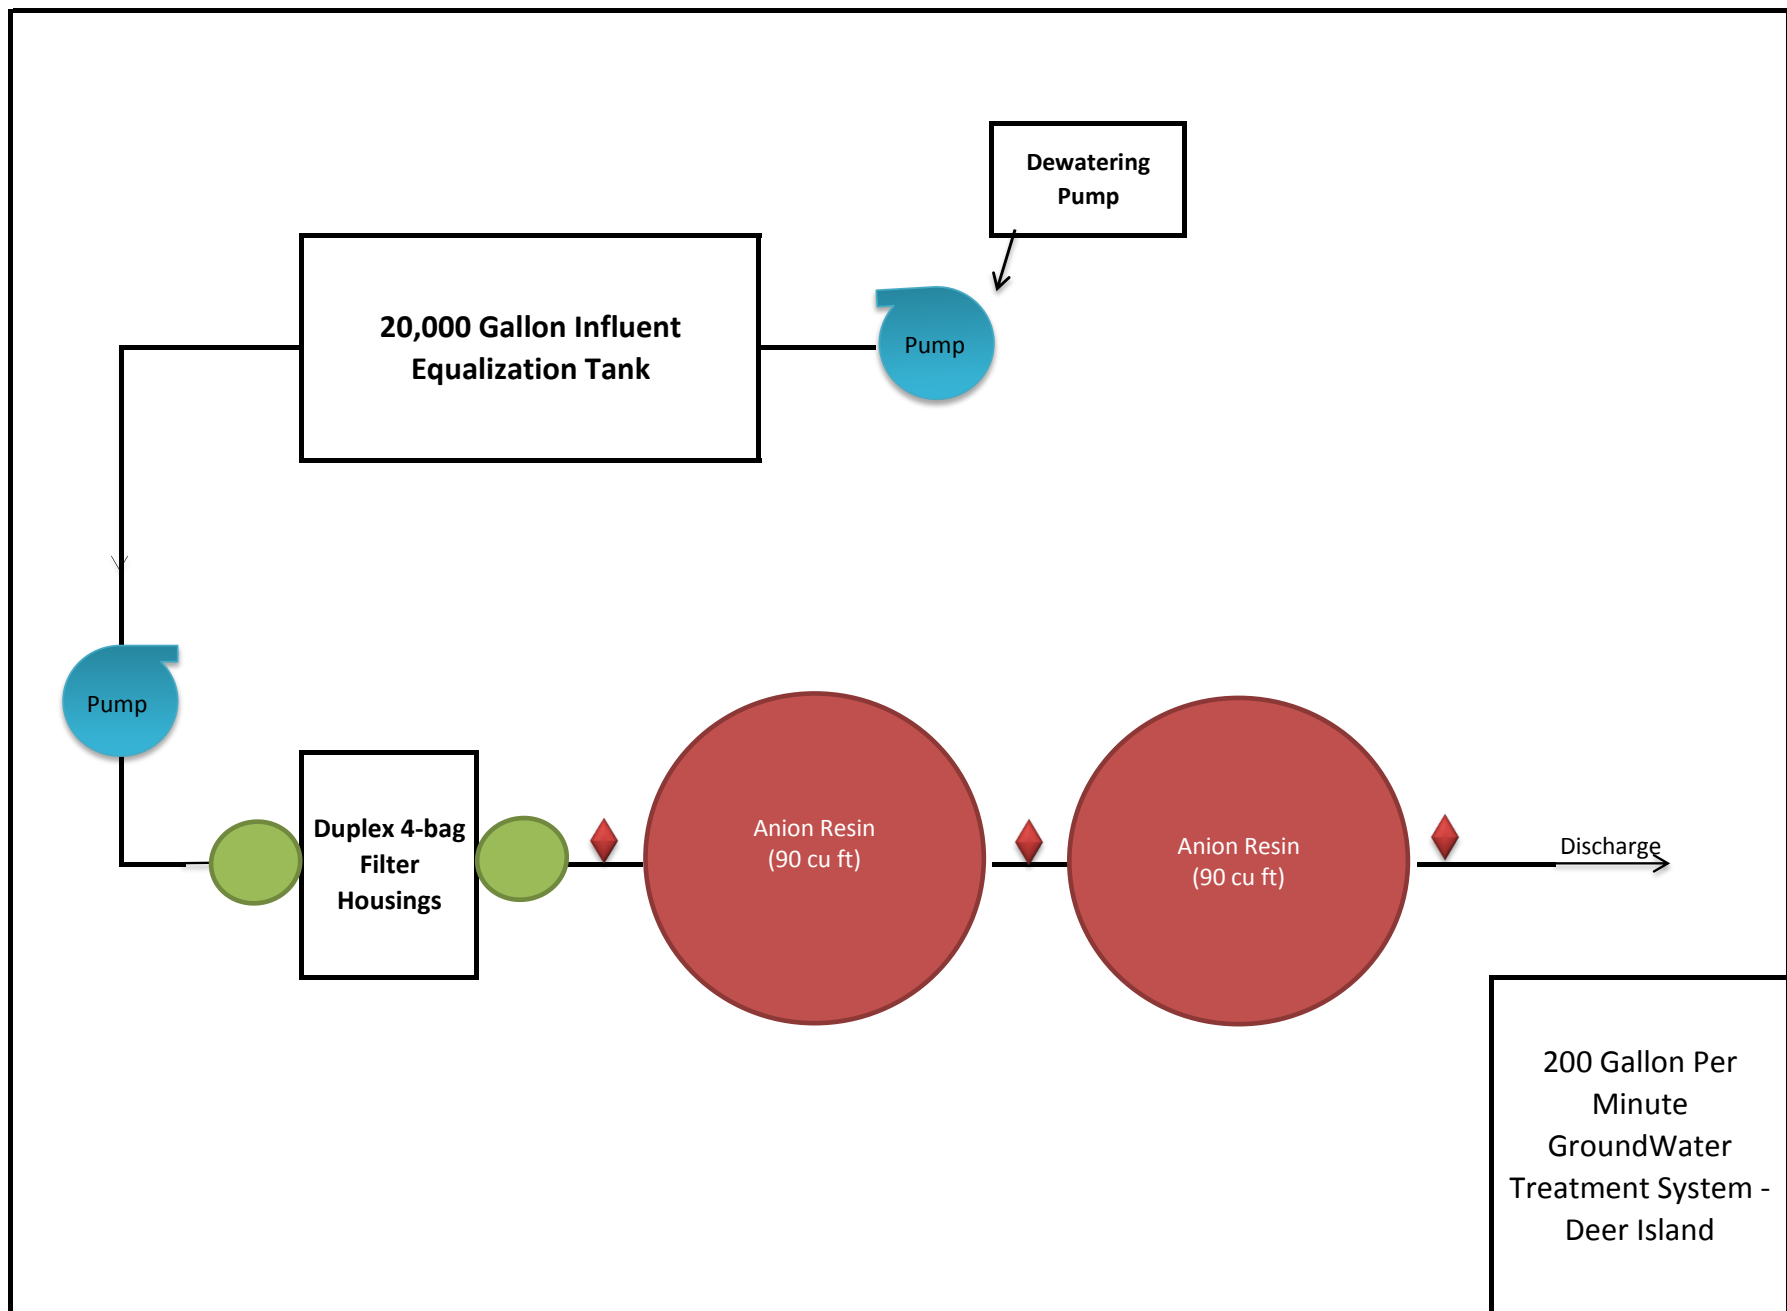 Dewatering
Pump
20,000 Gallon Influent
Equalization Tank
Pump
Pump
Duplex 4-bag
Filter
Housings
Anion Resin
(90 cu ft)
Anion Resin
(90 cu ft)
Discharge
200 Gallon Per
Minute
GroundWater
Treatment System -
Deer Island